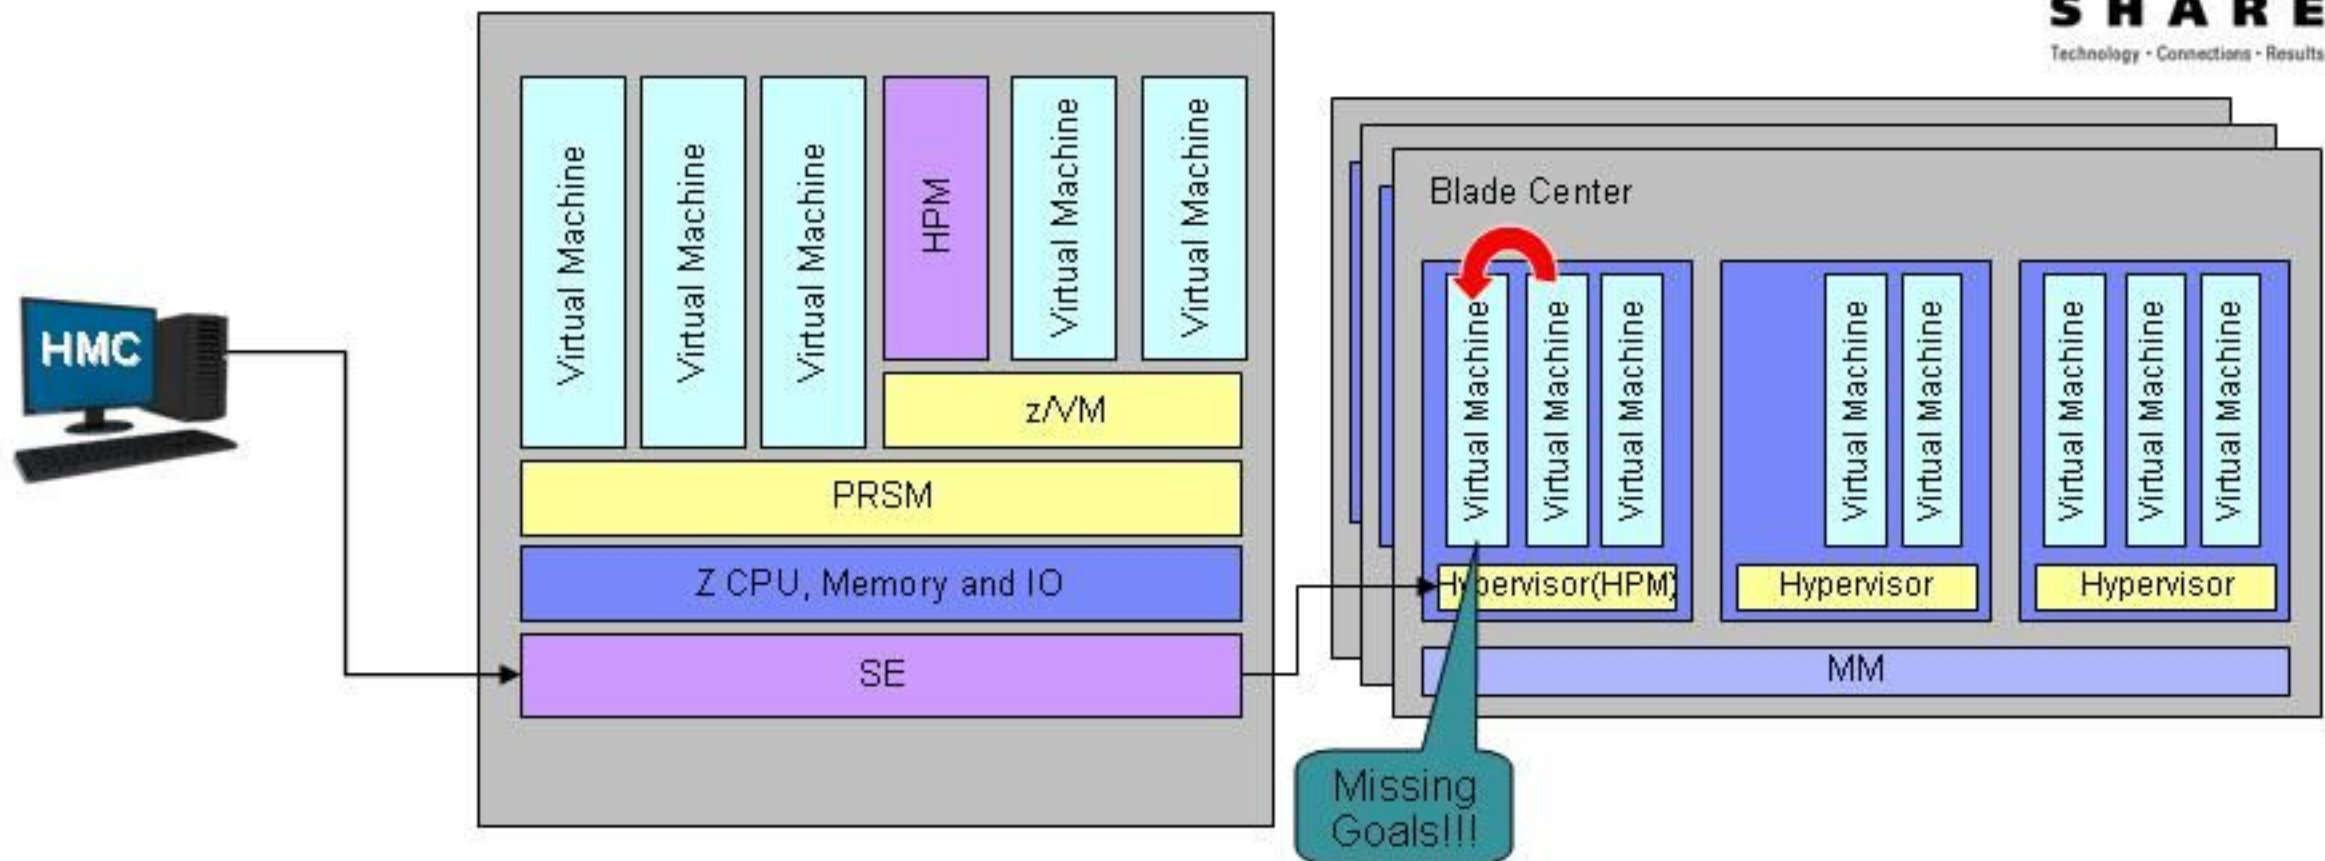 SHARE
Technology · Connections · Results
HMC
Virtual Machine
Virtual Machine
Virtual Machine
HPM
Virtual Machine
Virtual Machine
z/VM
PRSM
Z CPU, Memory and IO
SE
Blade Center
Virtual Machine
Virtual Machine
Virtual Machine
Hypervisor(HPM)
Virtual Machine
Virtual Machine
Hypervisor
Virtual Machine
Virtual Machine
Virtual Machine
Hypervisor
MM
Missing
Goals!!!